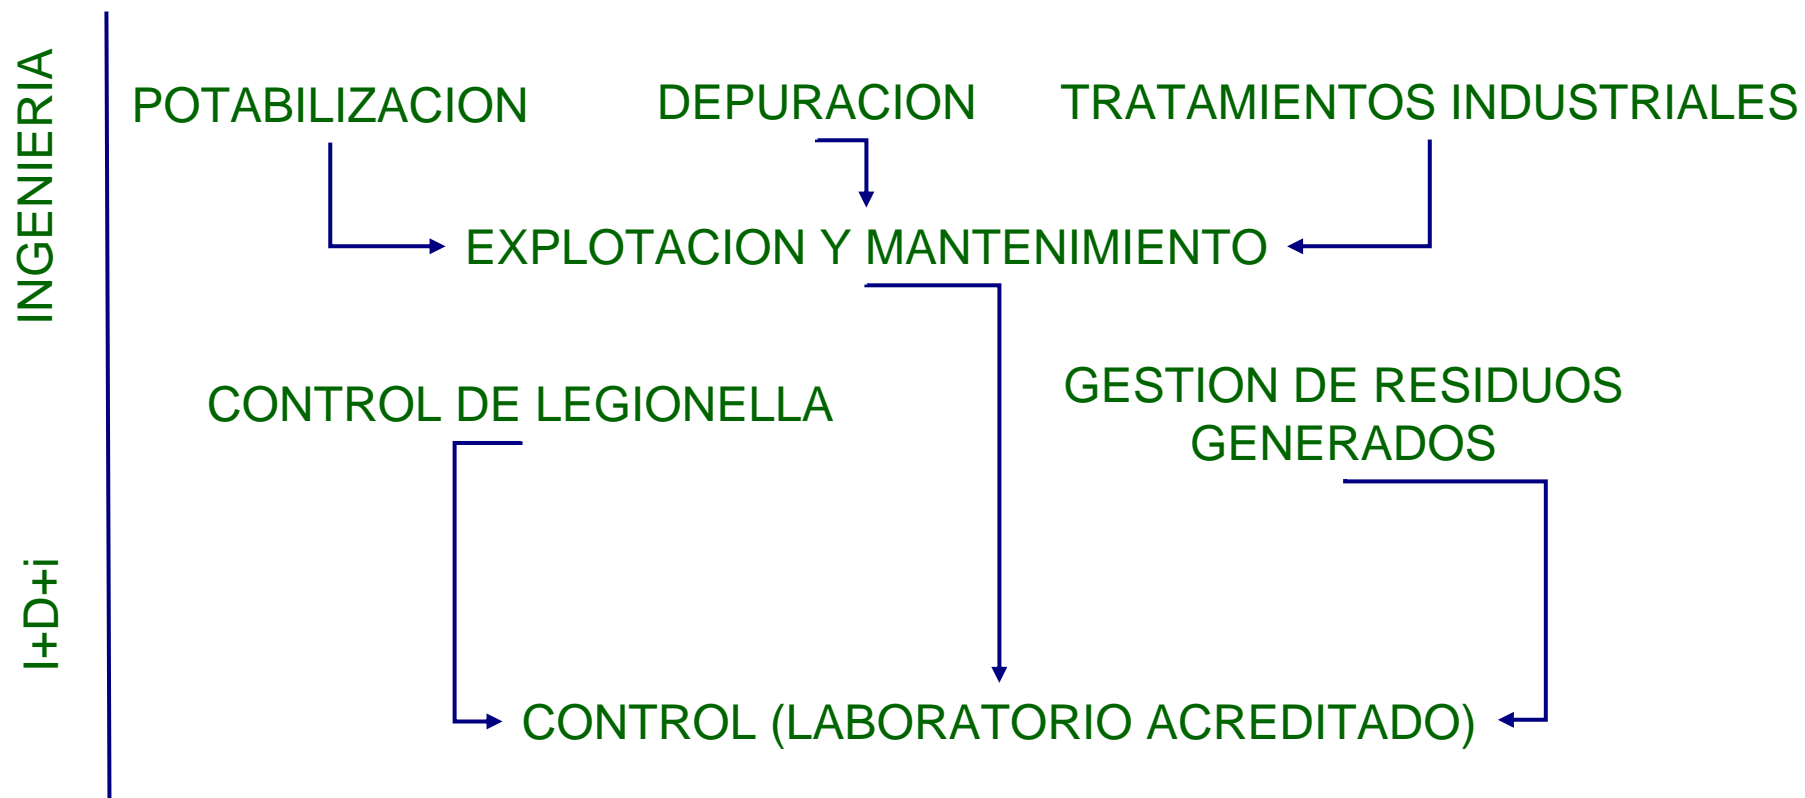 INGENIERIA
I+D+i
POTABILIZACION
DEPURACION
TRATAMIENTOS INDUSTRIALES
EXPLOTACION Y MANTENIMIENTO
CONTROL DE LEGIONELLA
GESTION DE RESIDUOS
GENERADOS
CONTROL (LABORATORIO ACREDITADO)